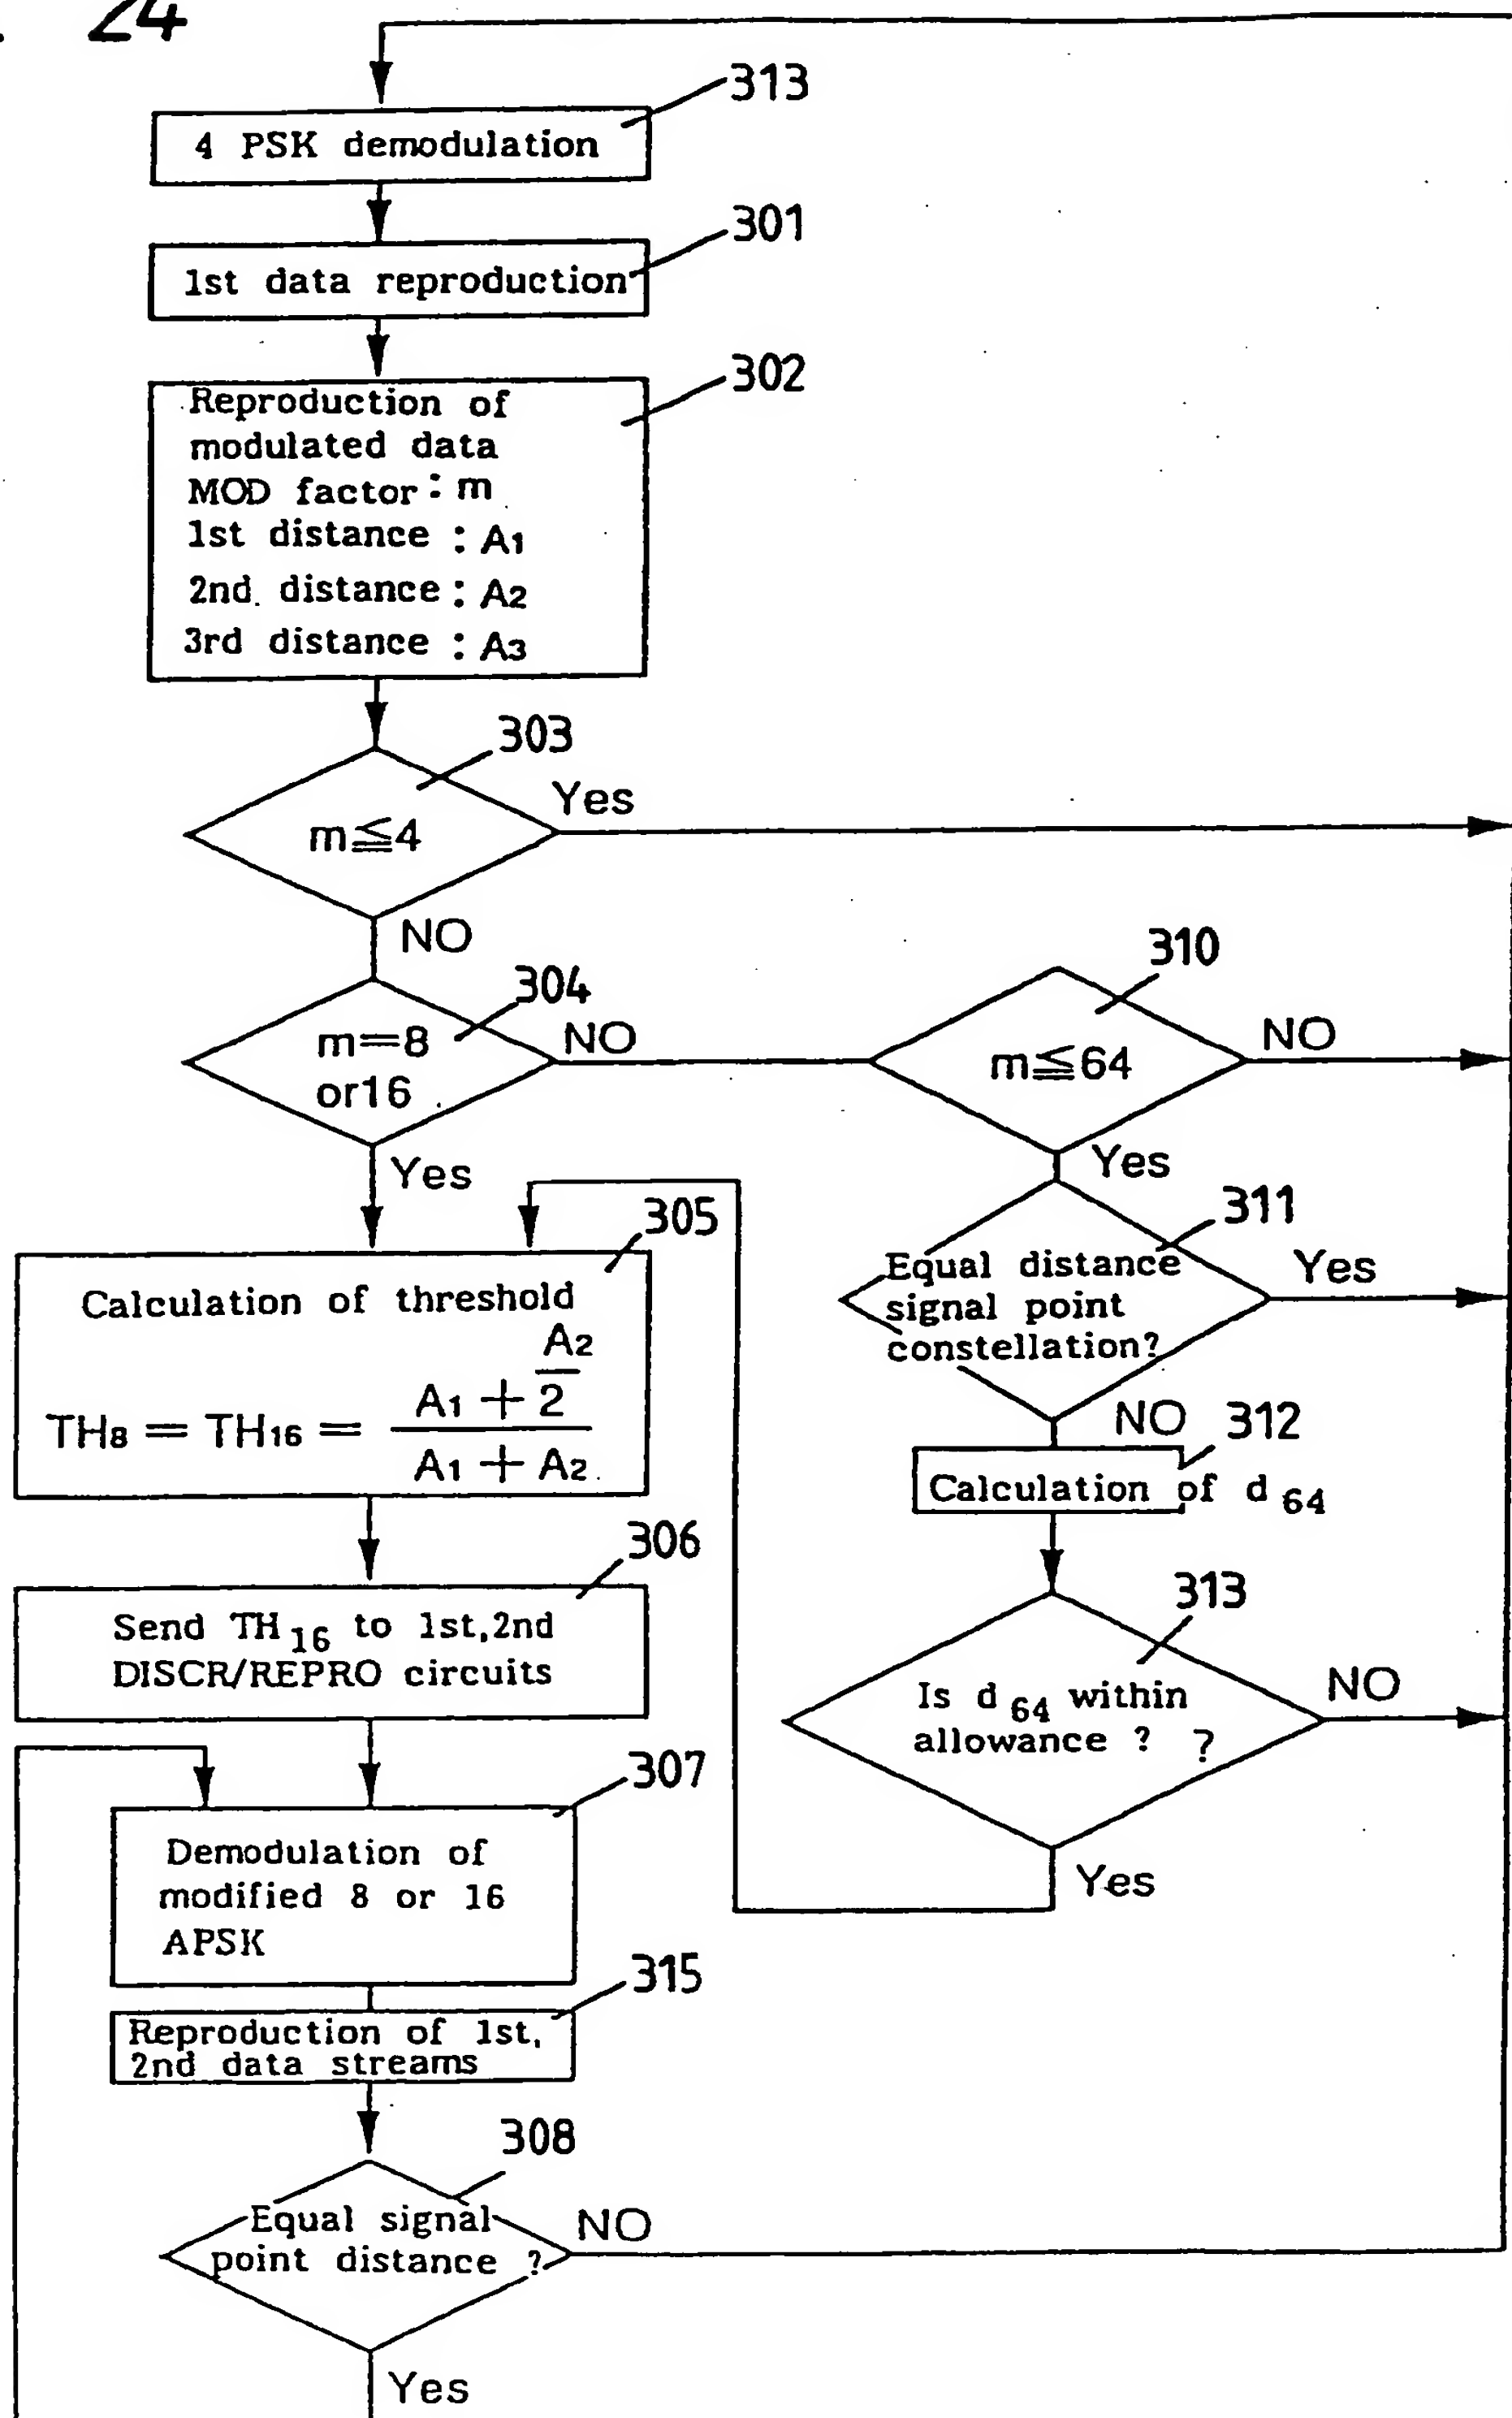 24
313
4 PSK demodulation
301
1st data reproduction
302
Reproduction of
modulated data
MOD factor : m
1st distance : A1
2nd. distance : A2
3rd distance : A3
303
m≦4
Yes
NO
304
m=8
or16
NO
Yes
310
m≦64
NO
Yes
311
Equal distance
signal point
constellation?
Yes
NO
305
Calculation of threshold
TH8 = TH16 = (A1 + A2/2) / (A1 + A2)
312
Calculation of d 64
306
Send TH16 to 1st,2nd
DISCR/REPRO circuits
313
Is d 64 within
allowance ? ?
NO
Yes
307
Demodulation of
modified 8 or 16
APSK
315
Reproduction of 1st,
2nd data streams
308
Equal signal
point distance ?
NO
Yes